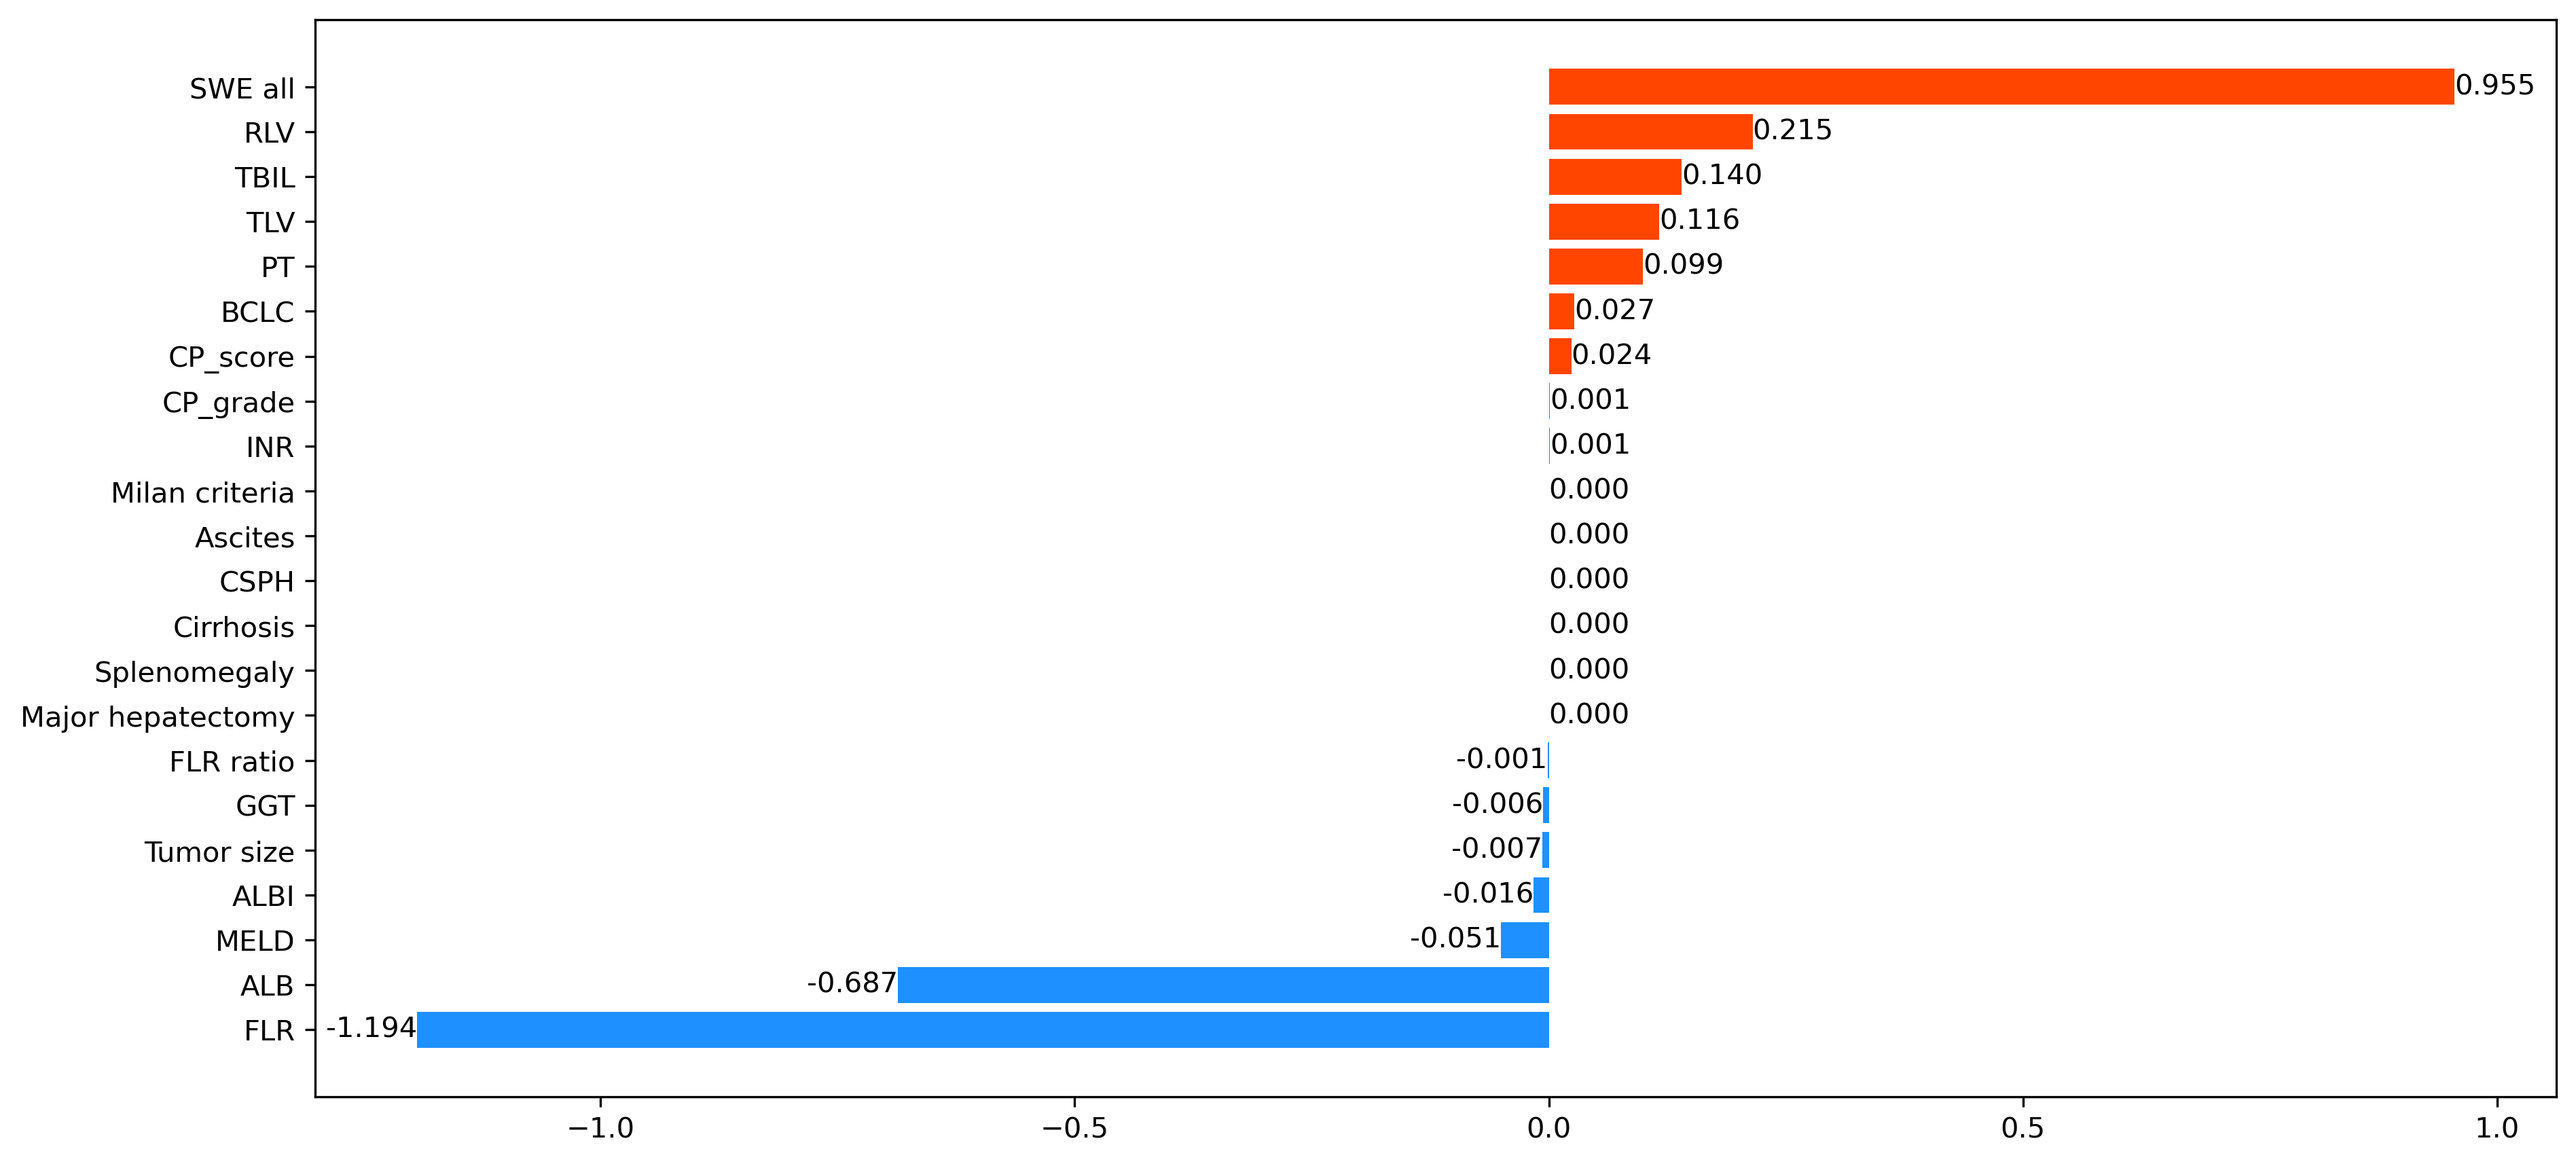 SWE all 0.955
RLV 0.215
TBIL 0.140
TLV 0.116
PT 0.099
BCLC 0.027
CP_score 0.024
CP_grade 0.001
INR 0.001
Milan criteria 0.000
Ascites 0.000
CSPH 0.000
Cirrhosis 0.000
Splenomegaly 0.000
Major hepatectomy 0.000
FLR ratio -0.001
GGT -0.006
Tumor size -0.007
ALBI -0.016
MELD -0.051
ALB -0.687
FLR -1.194
−1.0 −0.5 0.0 0.5 1.0